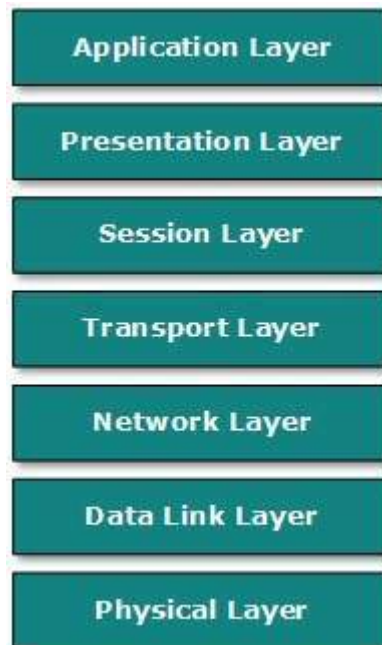 Application Layer
Presentation Layer
Session Layer
Transport Layer
Network Layer
Data Link Layer
Physical Layer